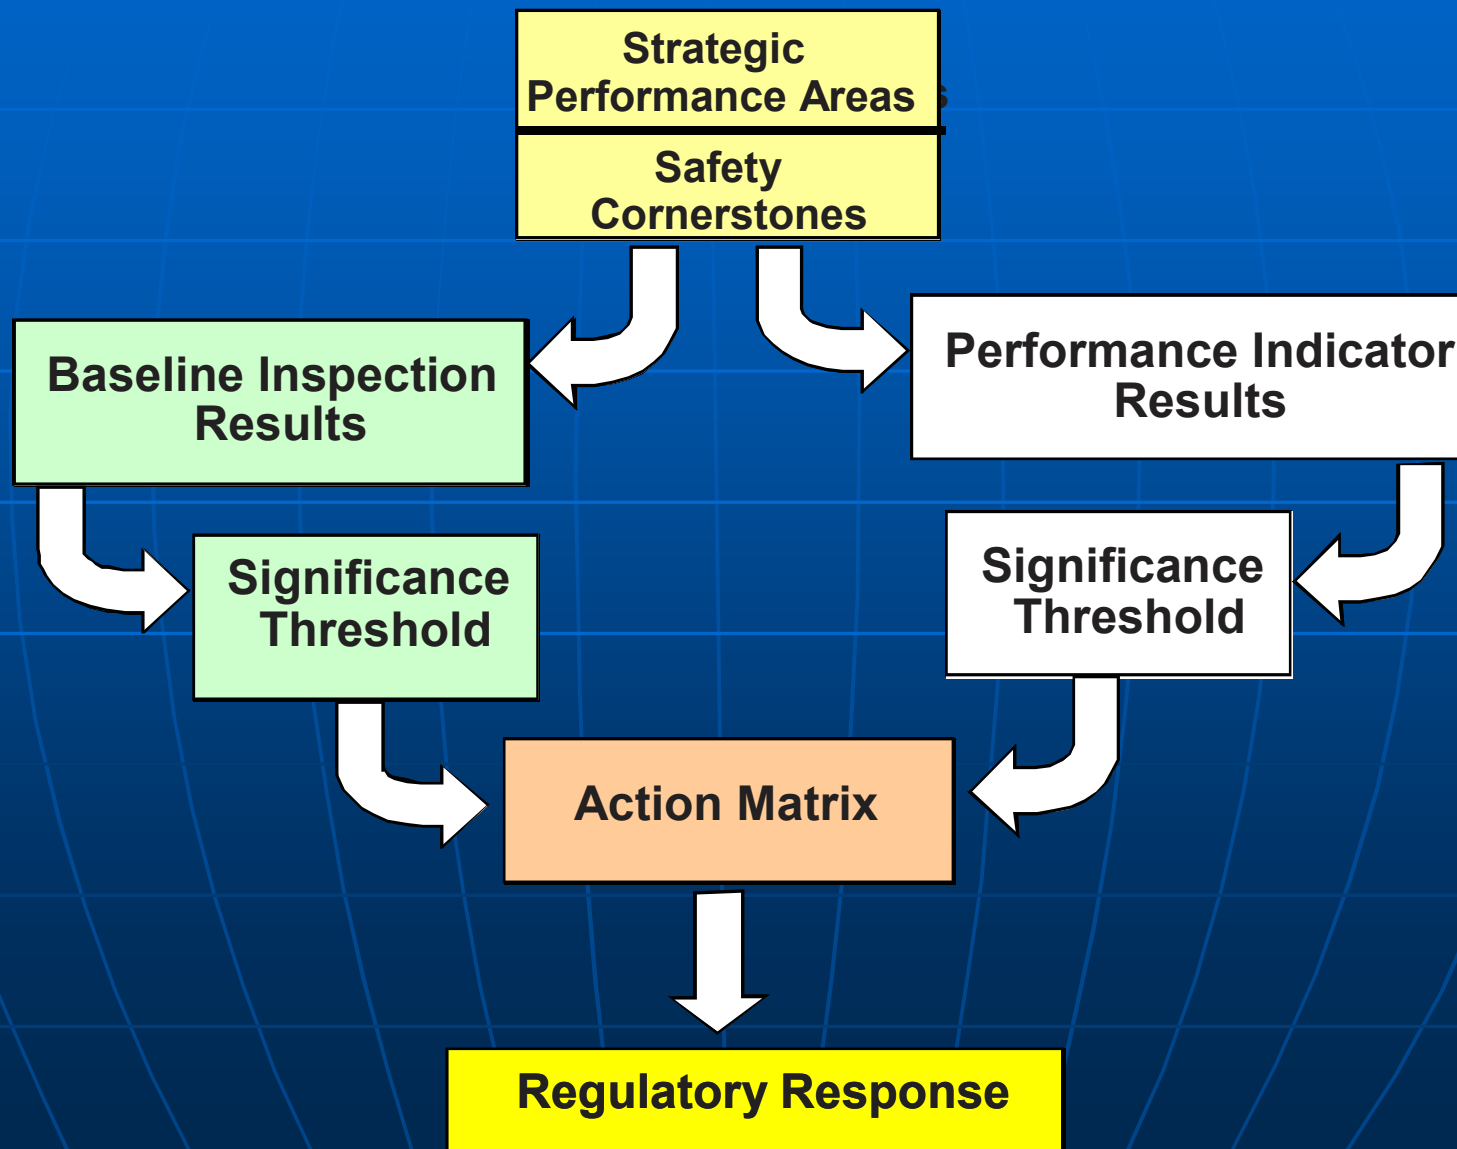 Strategic
Performance Areas
Safety
Cornerstones
Baseline Inspection
Results
Performance Indicator
Results
Significance
Threshold
Significance
Threshold
Action Matrix
Regulatory Response